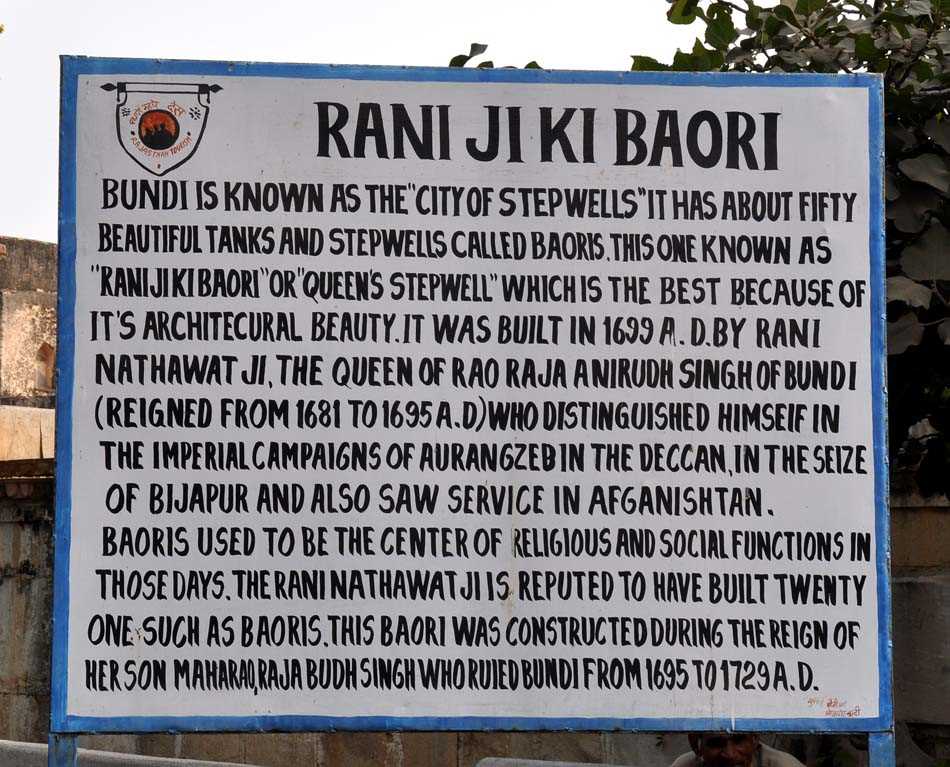 पधारो म्हारे देस
RAJASTHAN TOURISM
RANI JI KI BAORI
BUNDI IS KNOWN AS THE "CITY OF STEPWELLS" IT HAS ABOUT FIFTY
BEAUTIFUL TANKS AND STEPWELLS CALLED BAORIS. THIS ONE KNOWN AS
"RANI JI KI BAORI" OR "QUEEN'S STEPWELL" WHICH IS THE BEST BECAUSE OF
IT'S ARCHITECURAL BEAUTY. IT WAS BUILT IN 1699 A.D. BY RANI
NATHAWAT JI, THE QUEEN OF RAO RAJA ANIRUDH SINGH OF BUNDI
(REIGNED FROM 1681 TO 1695 A.D) WHO DISTINGUISHED HIMSEIF IN
THE IMPERIAL CAMPAIGNS OF AURANGZEB IN THE DECCAN, IN THE SEIZE
OF BIJAPUR AND ALSO SAW SERVICE IN AFGANISHTAN.
BAORIS USED TO BE THE CENTER OF RELIGIOUS AND SOCIAL FUNCTIONS IN
THOSE DAYS. THE RANI NATHAWAT JI IS REPUTED TO HAVE BUILT TWENTY
ONE SUCH AS BAORIS. THIS BAORI WAS CONSTRUCTED DURING THE REIGN OF
HER SON MAHARAO, RAJA BUDH SINGH WHO RUIED BUNDI FROM 1695 TO 1729 A.D.